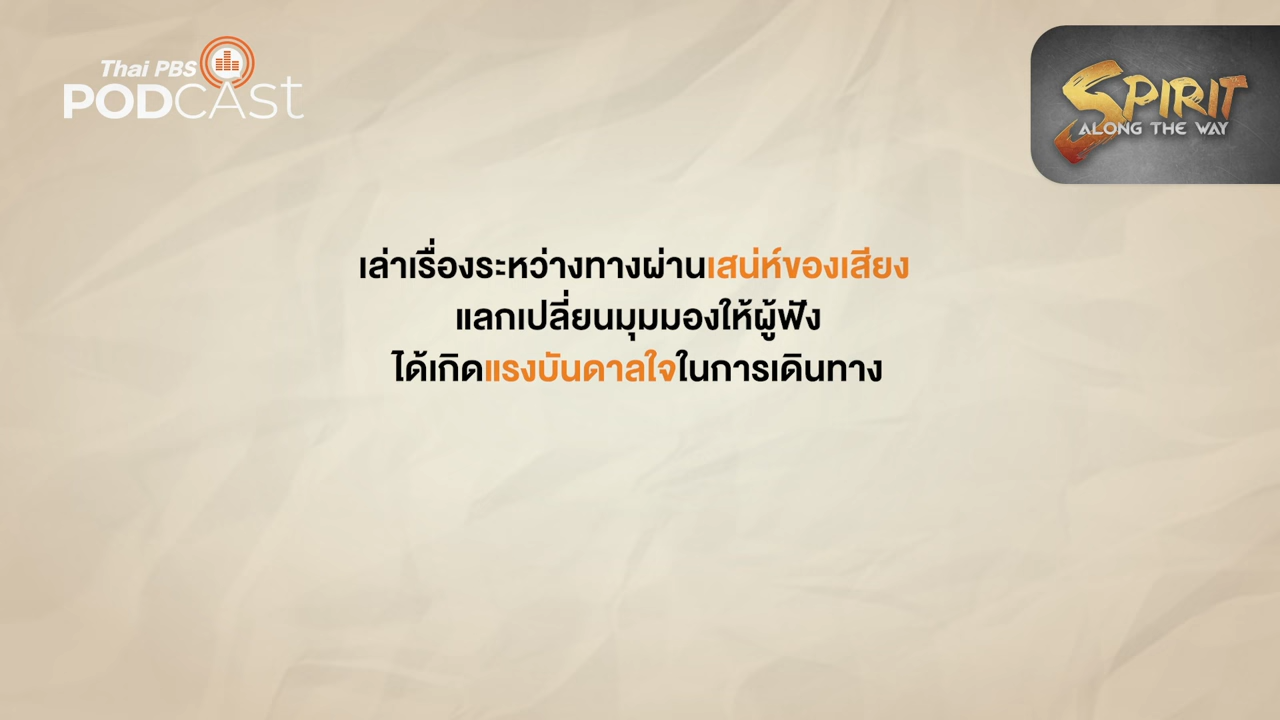 Thai PBS
PODCAST
SPIRIT
ALONG THE WAY
เล่าเรื่องระหว่างทางผ่านเสน่ห์ของเสียง
แลกเปลี่ยนมุมมองให้ผู้ฟัง
ได้เกิดแรงบันดาลใจในการเดินทาง